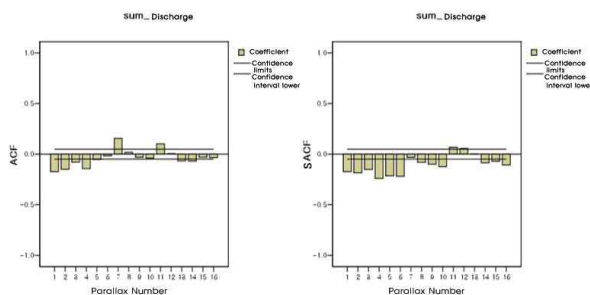 sum_ Discharge
1.0
0.5
0.0
-0.5
-1.0
ACF
1 2 3 4 5 6 7 8 9 10 11 12 13 14 15 16
Parallax Number
Coefficient
Confidence
limits
Confidence
Interval lower
sum_ Discharge
1.0
0.5
0.0
-0.5
-1.0
SACF
1 2 3 4 5 6 7 8 9 10 11 12 13 14 15 16
Parallax Number
Coefficient
Confidence
limits
Confidence
Interval lower